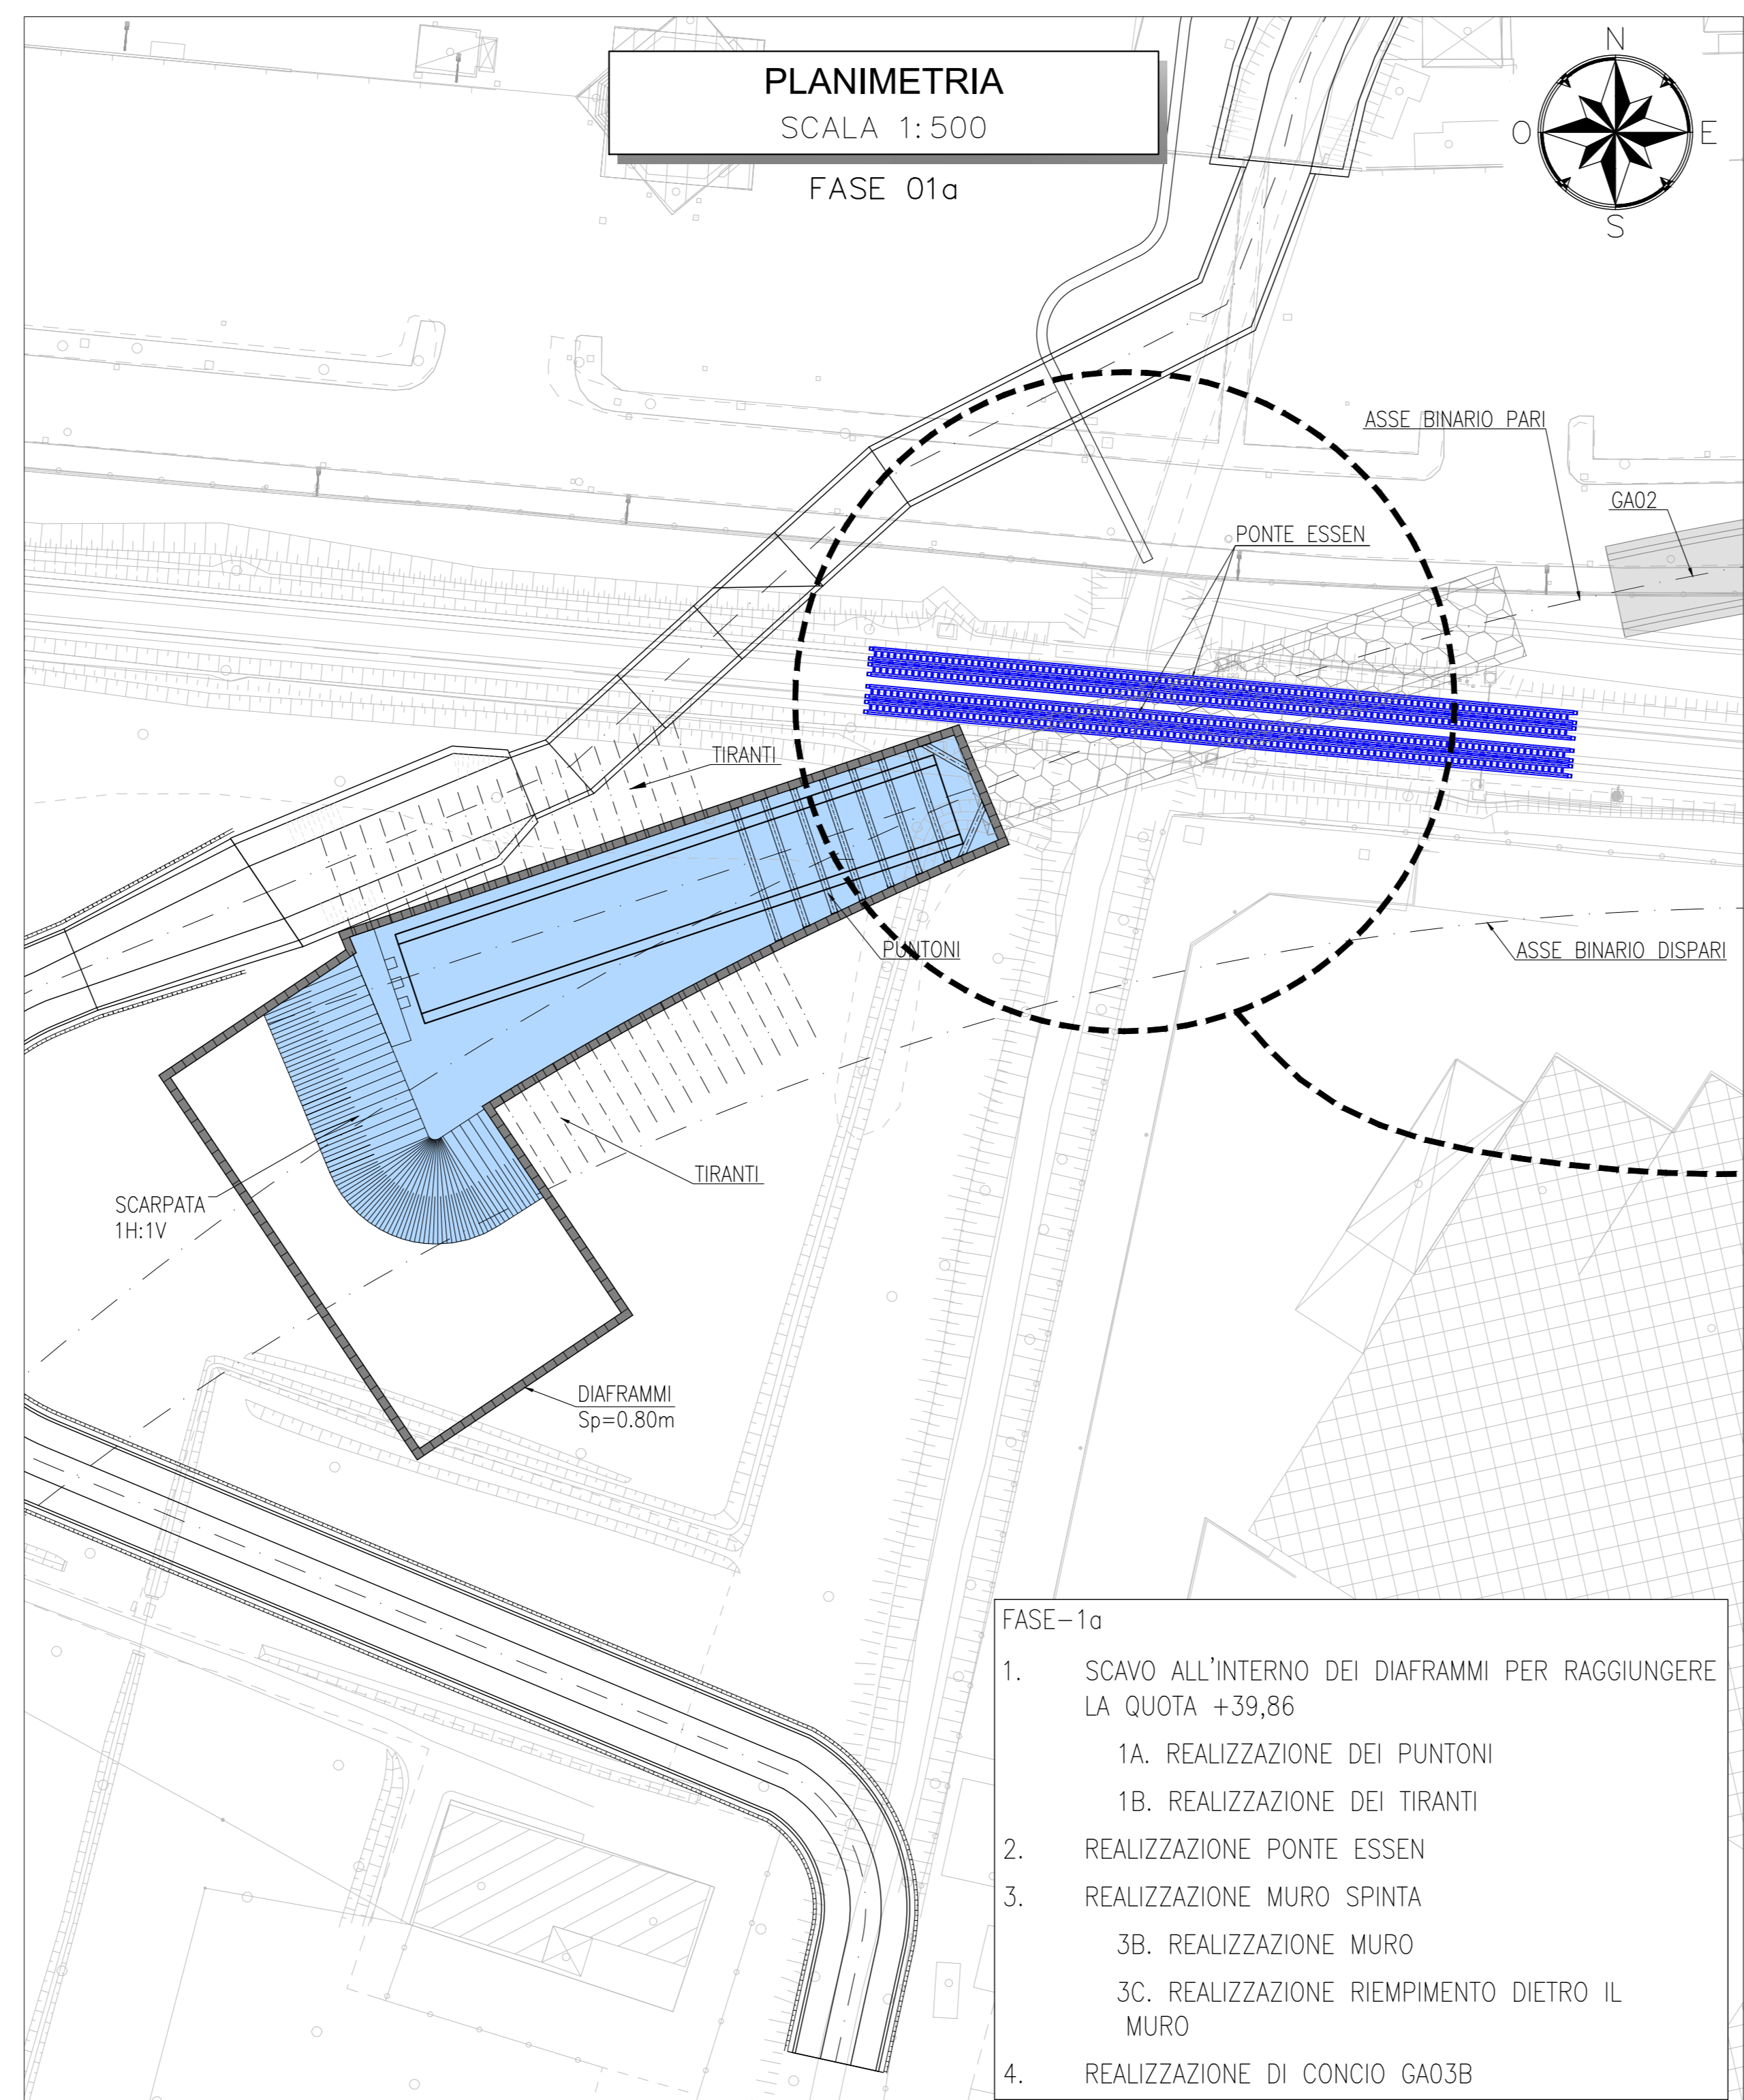 PLANIMETRIA
SCALA 1:500
FASE 01a
N
O
E
S
ASSE BINARIO PARI
GA02
PONTE ESSEN
TIRANTI
PUNTONI
ASSE BINARIO DISPARI
TIRANTI
SCARPATA
1H:1V
DIAFRAMMI
Sp=0.80m
FASE-1a
1. SCAVO ALL'INTERNO DEI DIAFRAMMI PER RAGGIUNGERE
LA QUOTA +39,86
1A. REALIZZAZIONE DEI PUNTONI
1B. REALIZZAZIONE DEI TIRANTI
2. REALIZZAZIONE PONTE ESSEN
3. REALIZZAZIONE MURO SPINTA
3B. REALIZZAZIONE MURO
3C. REALIZZAZIONE RIEMPIMENTO DIETRO IL
MURO
4. REALIZZAZIONE DI CONCIO GA03B